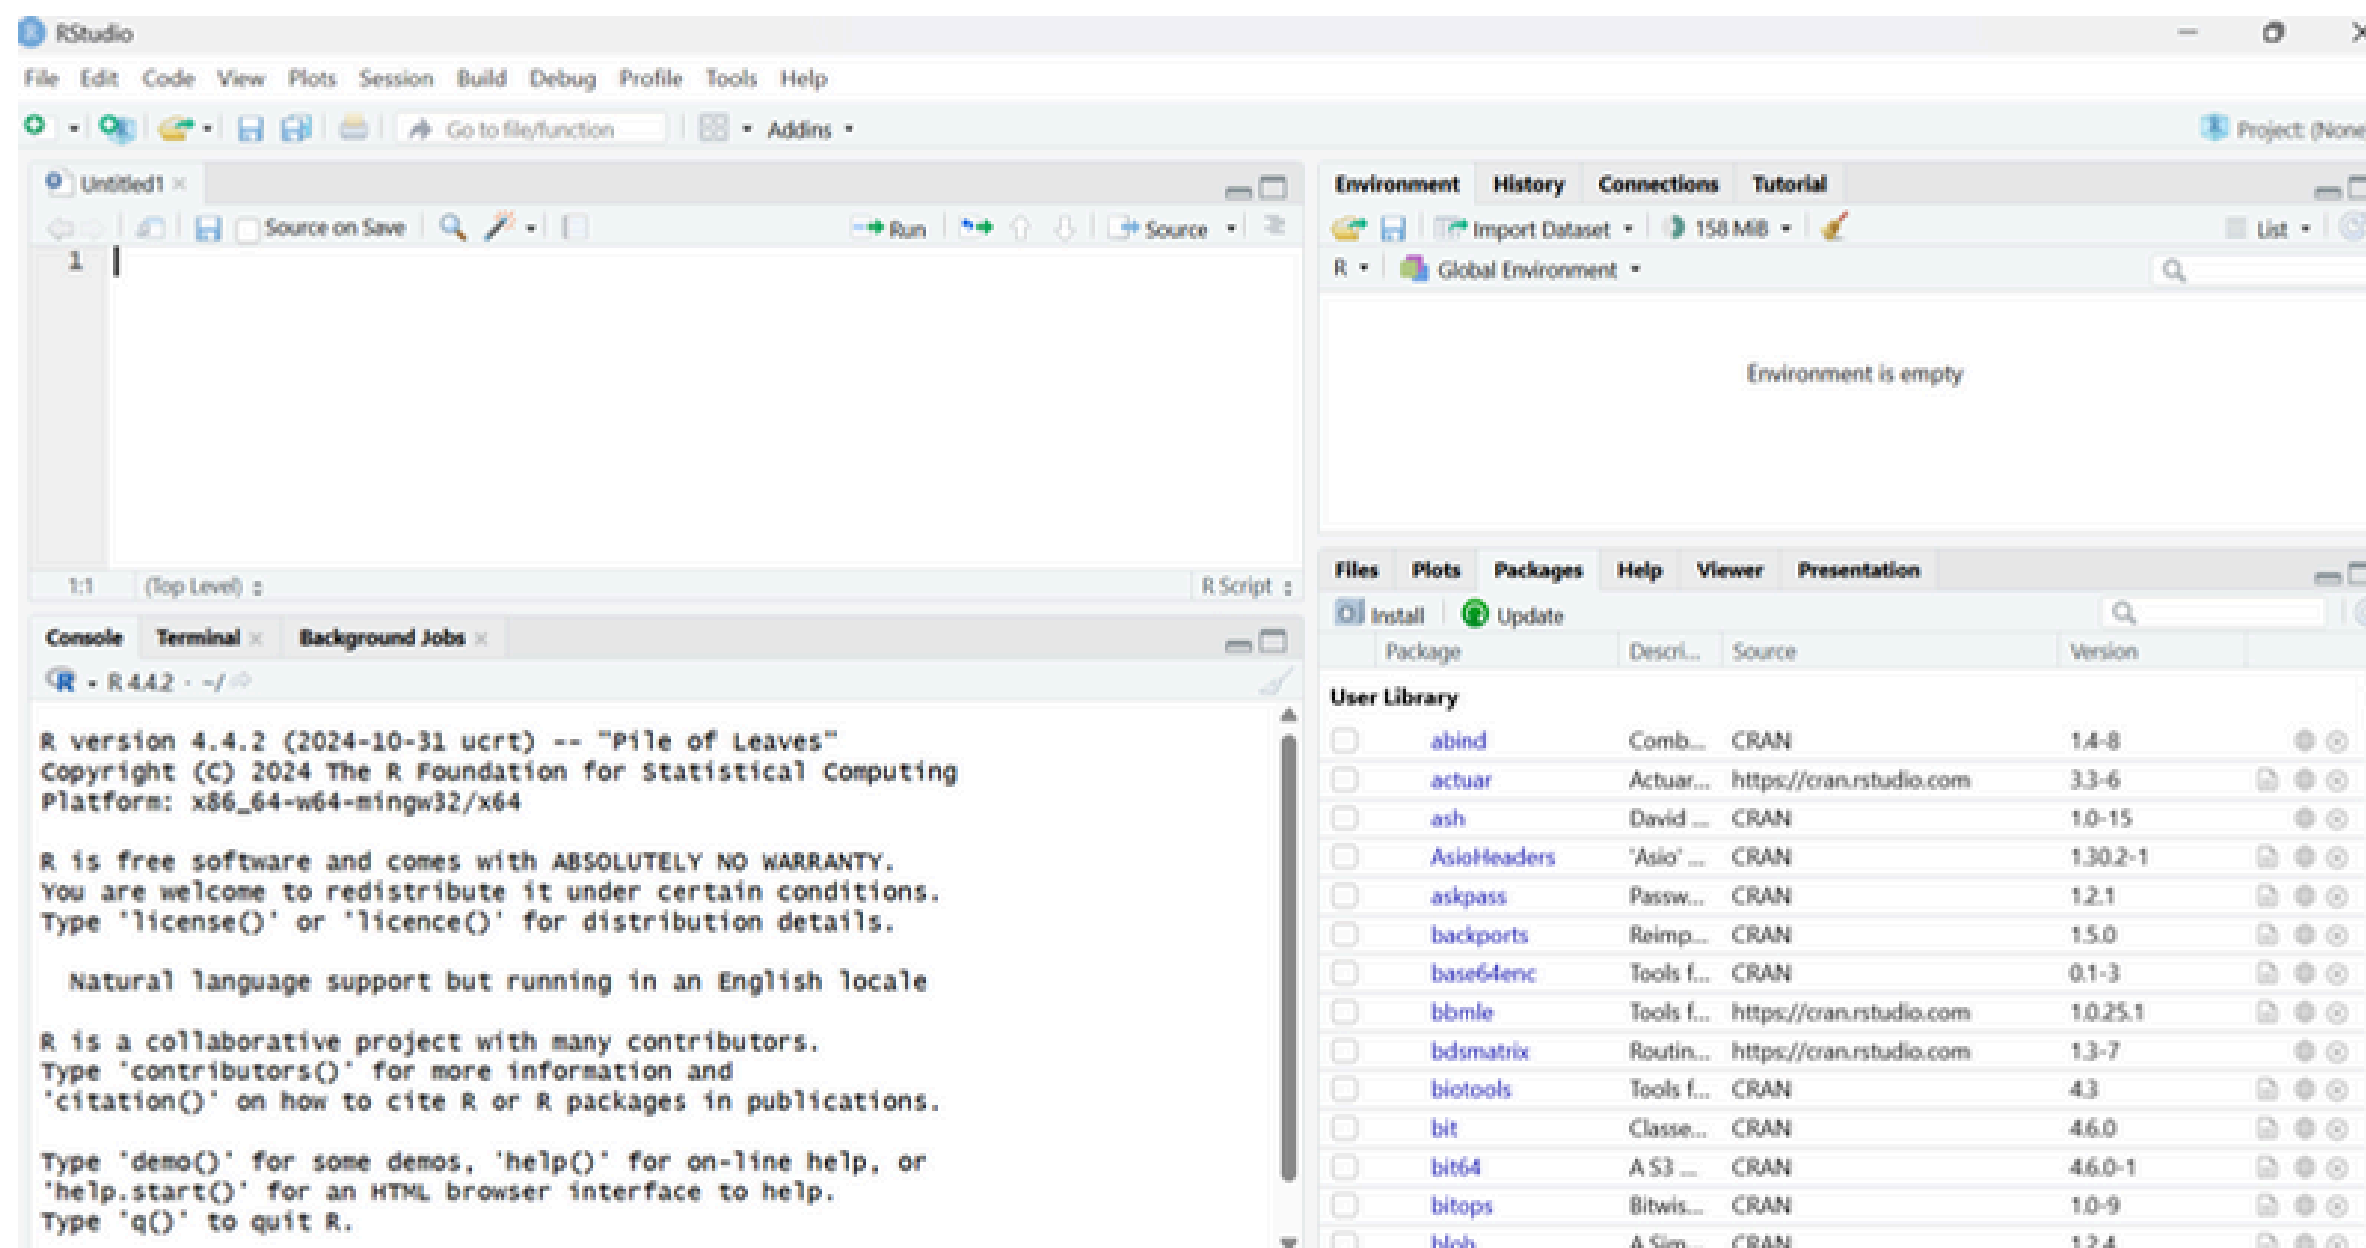 RStudio
File Edit Code View Plots Session Build Debug Profile Tools Help
Go to file/function Addins Project: (None
Untitled1
Source on Save Run Source
1
1:1 (Top Level) R Script
Console Terminal Background Jobs
R 4.4.2 · ~/
R version 4.4.2 (2024-10-31 ucrt) -- "Pile of Leaves"
Copyright (C) 2024 The R Foundation for Statistical Computing
Platform: x86_64-w64-mingw32/x64
R is free software and comes with ABSOLUTELY NO WARRANTY.
You are welcome to redistribute it under certain conditions.
Type 'license()' or 'licence()' for distribution details.
Natural language support but running in an English locale
R is a collaborative project with many contributors.
Type 'contributors()' for more information and
'citation()' on how to cite R or R packages in publications.
Type 'demo()' for some demos, 'help()' for on-line help, or
'help.start()' for an HTML browser interface to help.
Type 'q()' to quit R.
Environment History Connections Tutorial
Import Dataset 158 MiB List
R Global Environment
Environment is empty
Files Plots Packages Help Viewer Presentation
Install Update
Package Descri... Source Version
User Library
abind Comb... CRAN 1.4-8
actuar Actuar... https://cran.rstudio.com 3.3-6
ash David ... CRAN 1.0-15
AsioHeaders 'Asio' ... CRAN 1.30.2-1
askpass Passw... CRAN 1.2.1
backports Reimp... CRAN 1.5.0
base64enc Tools f... CRAN 0.1-3
bbmle Tools f... https://cran.rstudio.com 1.0.25.1
bdsmatrix Routin... https://cran.rstudio.com 1.3-7
biotools Tools f... CRAN 4.3
bit Classe... CRAN 4.6.0
bit64 A S3 ... CRAN 4.6.0-1
bitops Bitwis... CRAN 1.0-9
blob A Sim... CRAN 1.2.4